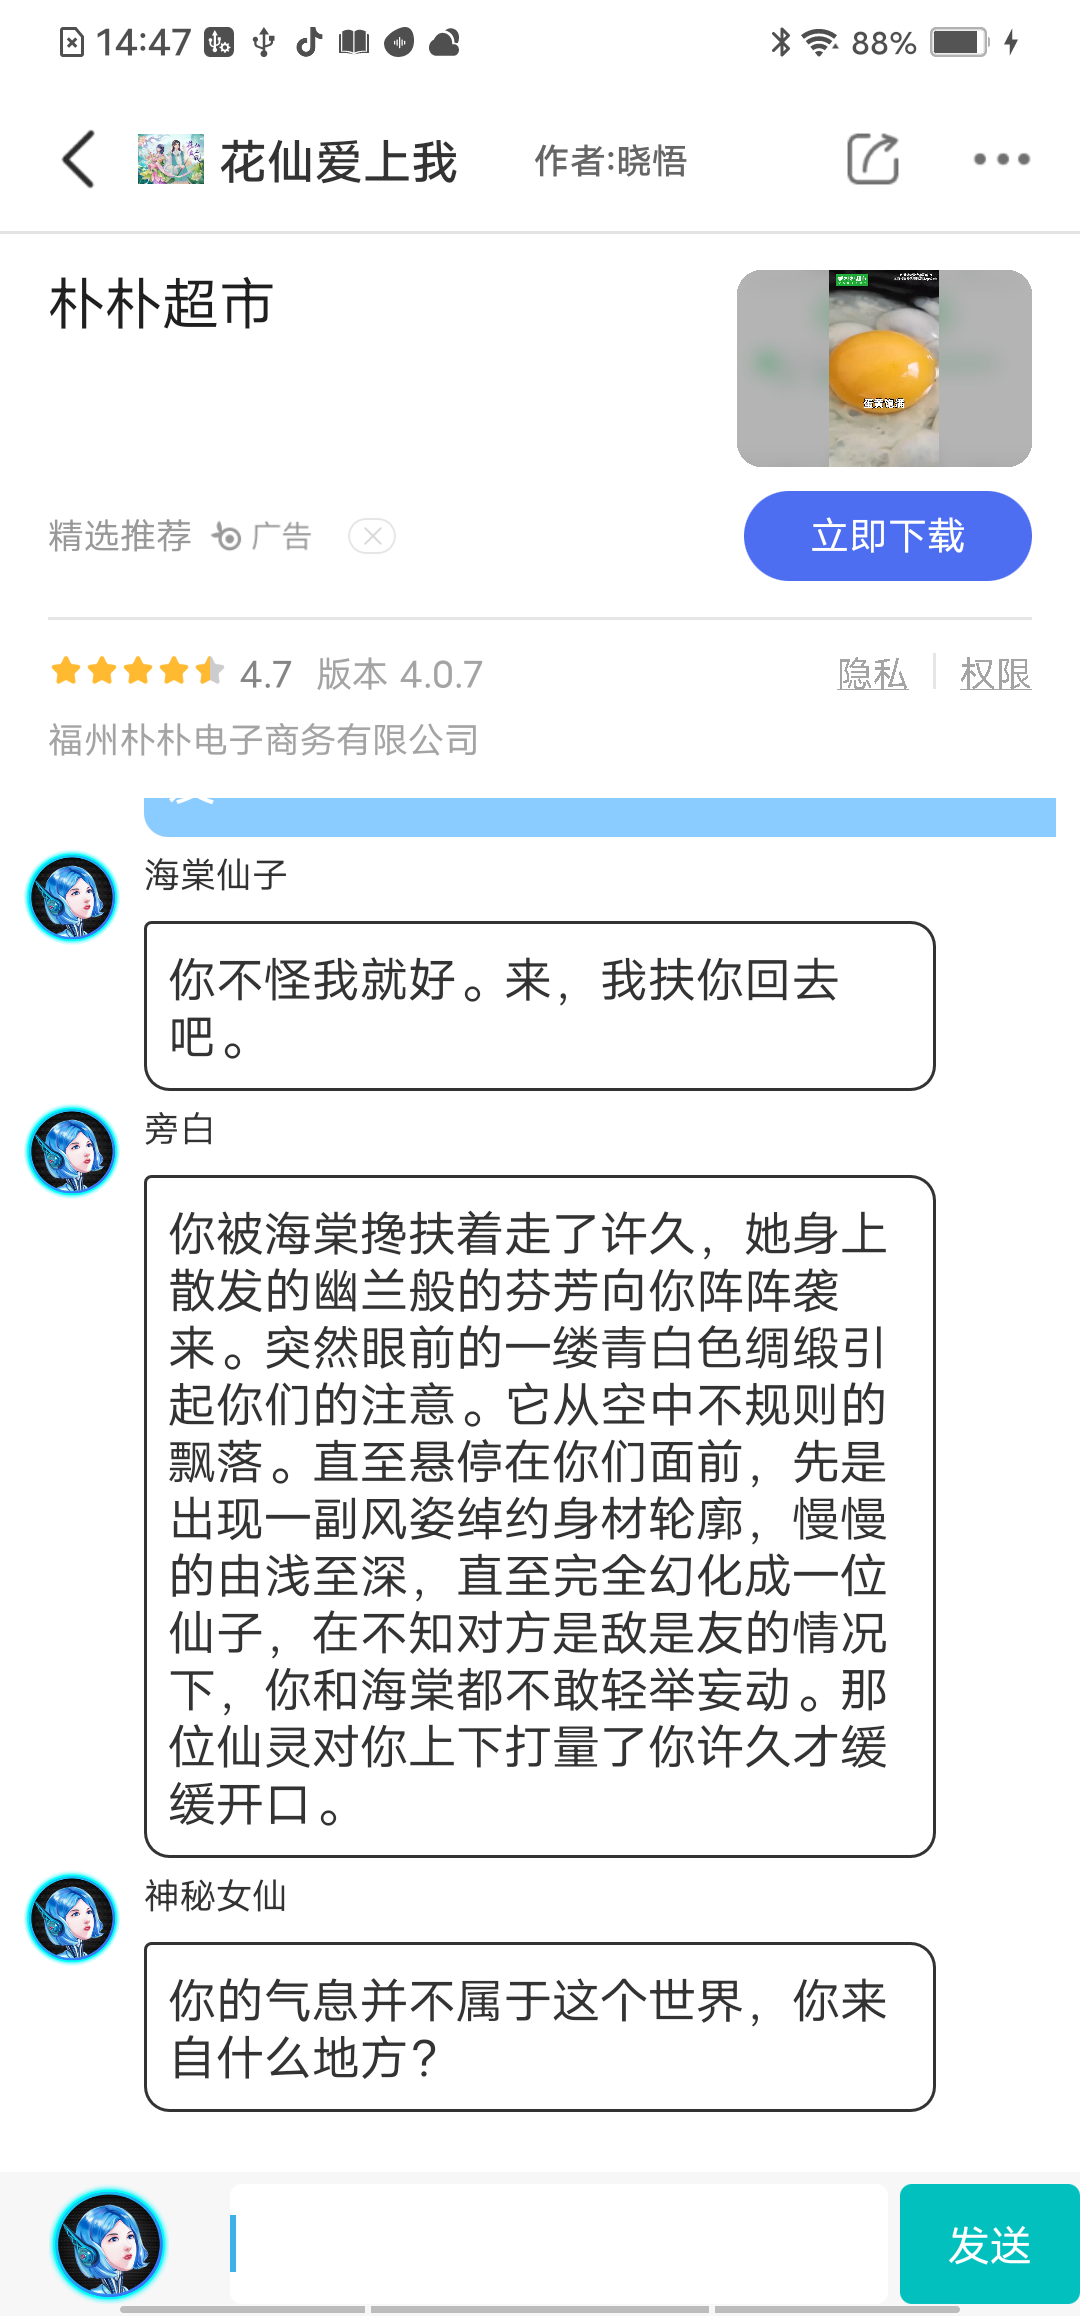 14:47
88%
花仙爱上我
作者:晓悟
朴朴超市
蛋黄饱满
精选推荐
广告
立即下载
4.7
版本 4.0.7
隐私
权限
福州朴朴电子商务有限公司
海棠仙子
你不怪我就好。来，我扶你回去
吧。
旁白
你被海棠搀扶着走了许久，她身上
散发的幽兰般的芬芳向你阵阵袭
来。突然眼前的一缕青白色绸缎引
起你们的注意。它从空中不规则的
飘落。直至悬停在你们面前，先是
出现一副风姿绰约身材轮廓，慢慢
的由浅至深，直至完全幻化成一位
仙子，在不知对方是敌是友的情况
下，你和海棠都不敢轻举妄动。那
位仙灵对你上下打量了你许久才缓
缓开口。
神秘女仙
你的气息并不属于这个世界，你来
自什么地方?
发送